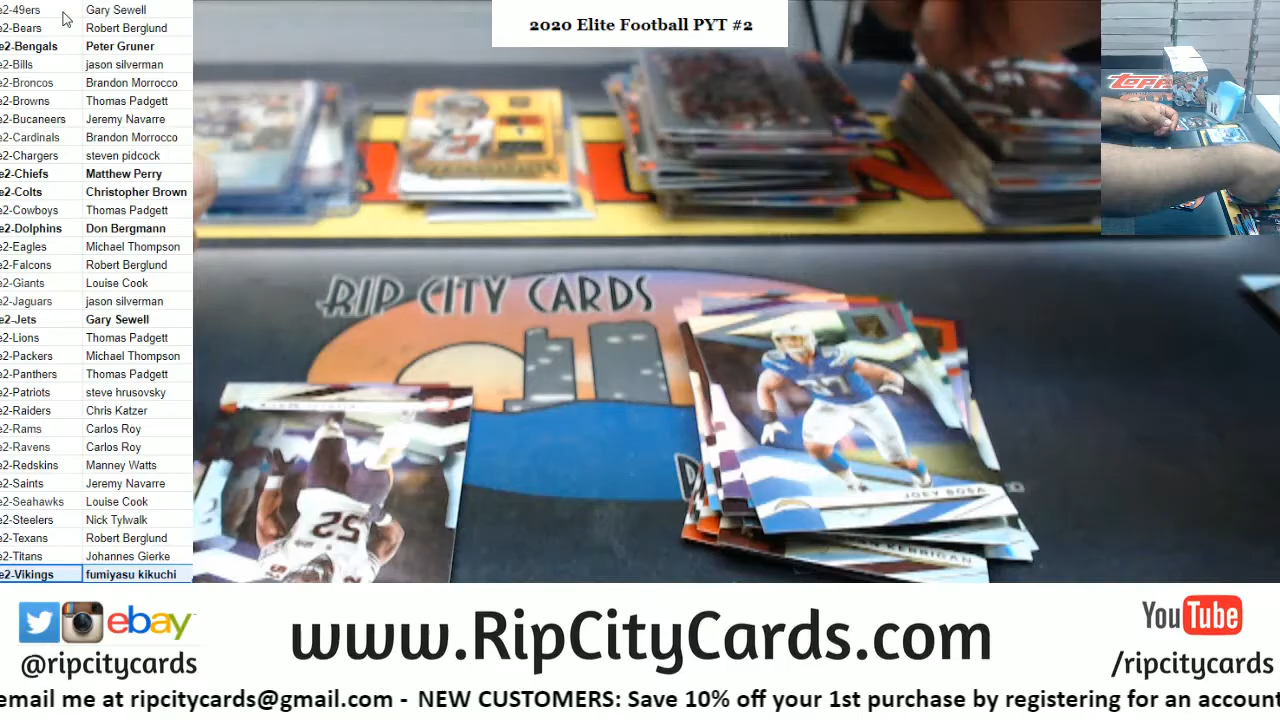 2020 Elite Football PYT #2
e2-49ers Gary Sewell
e2-Bears Robert Berglund
e2-Bengals Peter Gruner
e2-Bills jason silverman
e2-Broncos Brandon Morrocco
e2-Browns Thomas Padgett
e2-Bucaneers Jeremy Navarre
e2-Cardinals Brandon Morrocco
e2-Chargers steven pidcock
e2-Chiefs Matthew Perry
e2-Colts Christopher Brown
e2-Cowboys Thomas Padgett
e2-Dolphins Don Bergmann
e2-Eagles Michael Thompson
e2-Falcons Robert Berglund
e2-Giants Louise Cook
e2-Jaguars jason silverman
e2-Jets Gary Sewell
e2-Lions Thomas Padgett
e2-Packers Michael Thompson
e2-Panthers Thomas Padgett
e2-Patriots steve hrusovsky
e2-Raiders Chris Katzer
e2-Rams Carlos Roy
e2-Ravens Carlos Roy
e2-Redskins Manney Watts
e2-Saints Jeremy Navarre
e2-Seahawks Louise Cook
e2-Steelers Nick Tylwalk
e2-Texans Robert Berglund
e2-Titans Johannes Gierke
e2-Vikings fumiyasu kikuchi
Topps
RIP CITY CARDS
JOEY BOSA
KERRIGAN
52
ebay
@ripcitycards
www.RipCityCards.com
YouTube
/ripcitycards
email me at ripcitycards@gmail.com - NEW CUSTOMERS: Save 10% off your 1st purchase by registering for an account